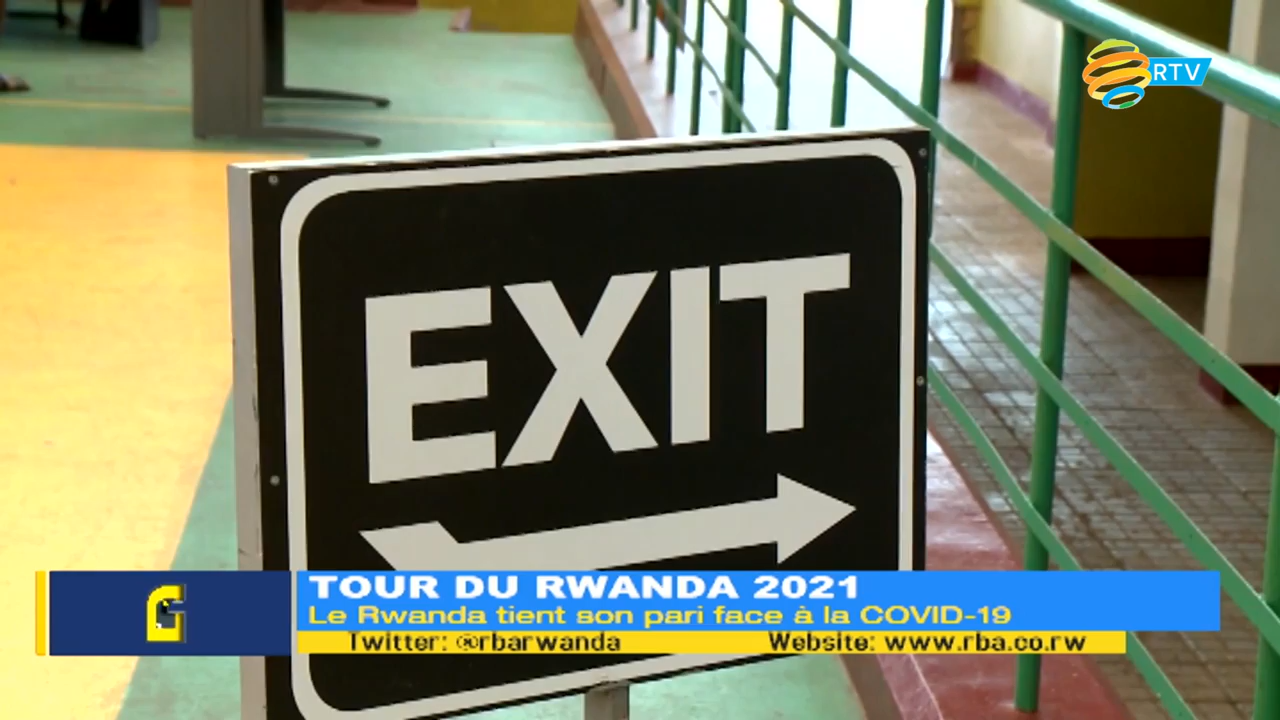 RTV
EXIT
TOUR DU RWANDA 2021
Le Rwanda tient son pari face à la COVID-19
Twitter: @rbarwanda Website: www.rba.co.rw